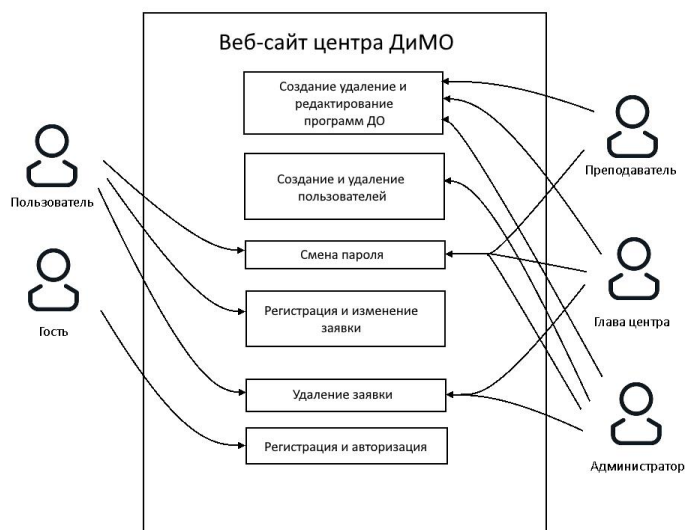 Веб-сайт центра ДиМО
Создание удаление и
редактирование
программ ДО
Преподаватель
Создание и удаление
пользователей
Пользователь
Смена пароля
Регистрация и изменение
заявки
Гость
Глава центра
Удаление заявки
Регистрация и авторизация
Администратор